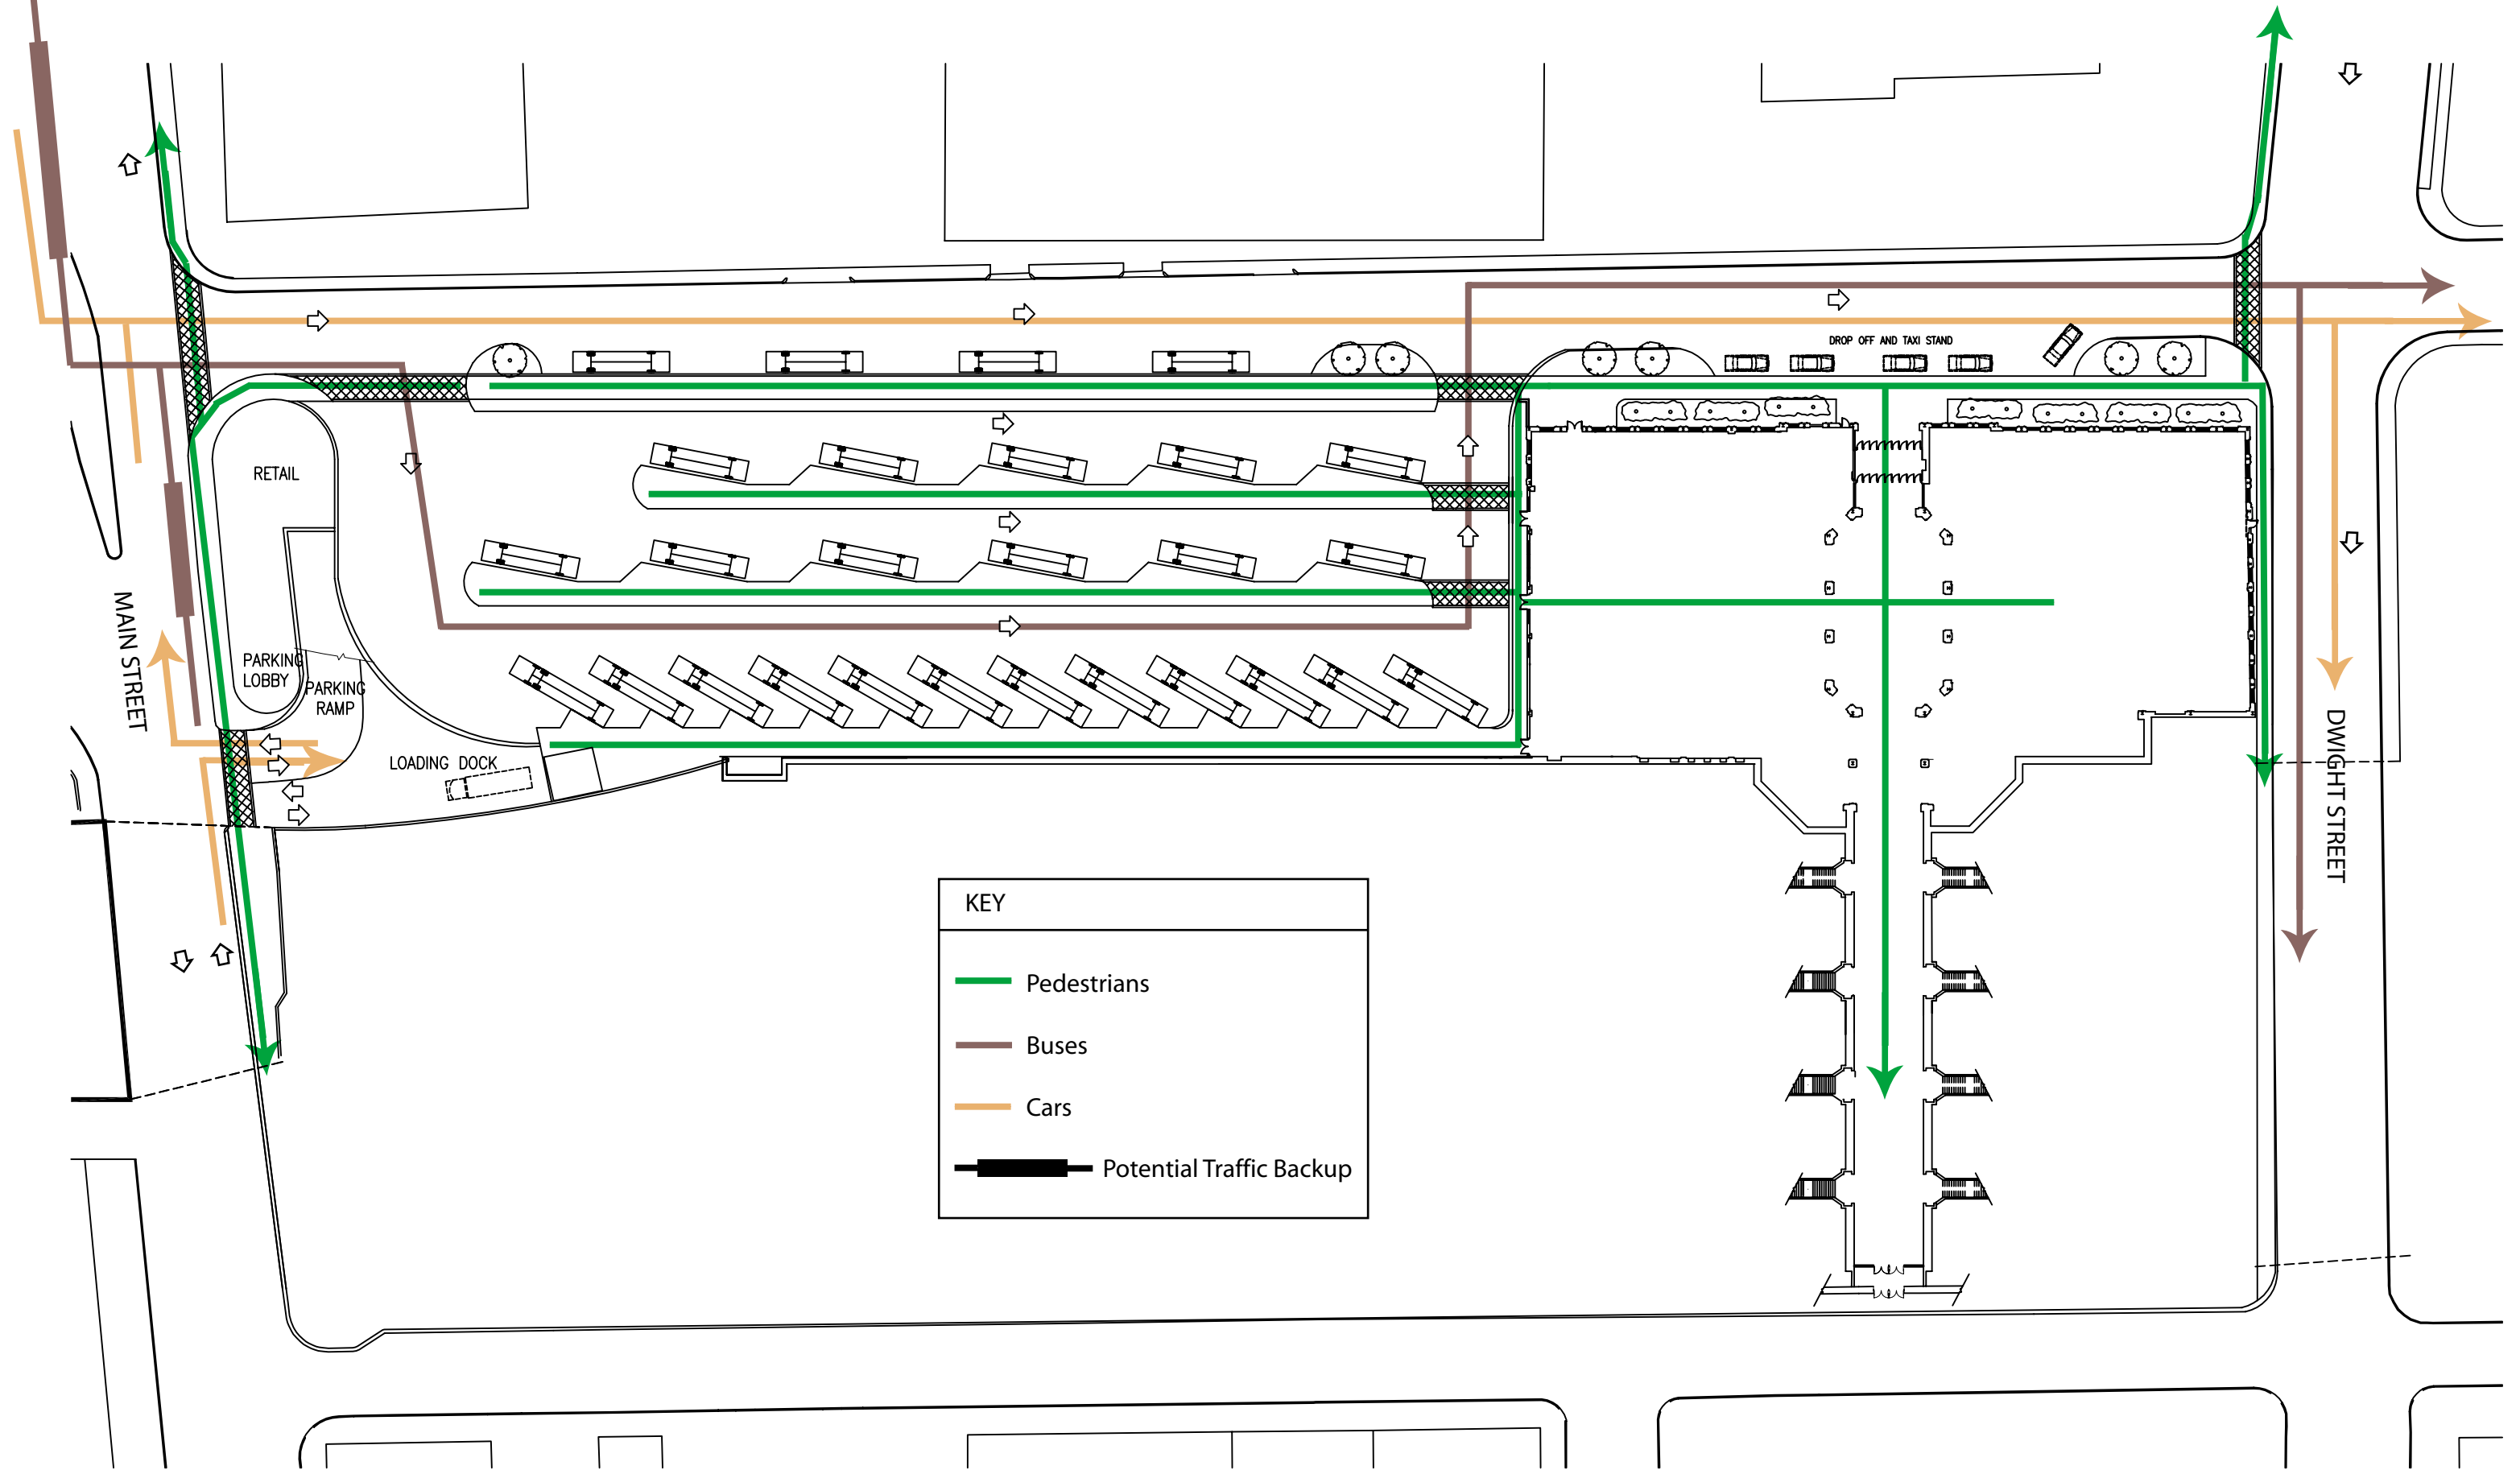 DROP OFF AND TAXI STAND
RETAIL
MAIN STREET
PARKING
LOBBY
PARKING
RAMP
LOADING DOCK
DWIGHT STREET
KEY
Pedestrians
Buses
Cars
Potential Traffic Backup